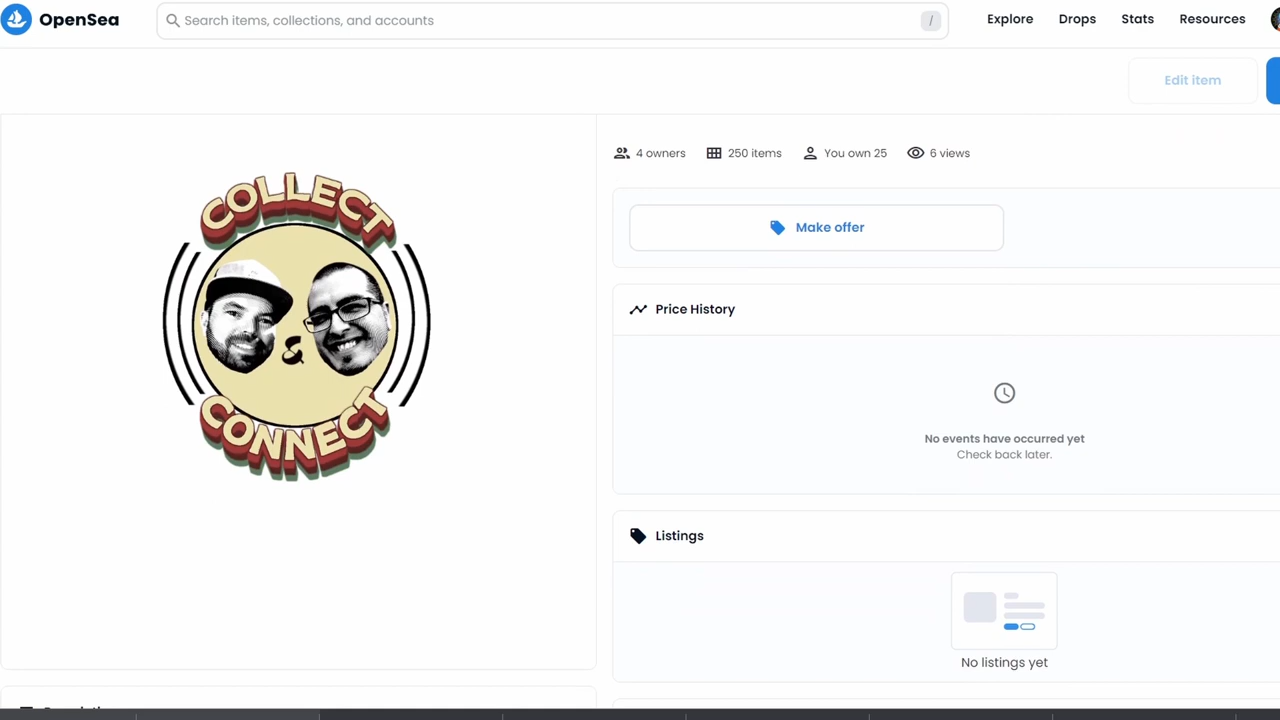 OpenSea
Search items, collections, and accounts
/
Explore Drops Stats Resources
Edit item
COLLECT
&
CONNECT
4 owners 250 items You own 25 6 views
Make offer
Price History
No events have occurred yet
Check back later.
Listings
No listings yet